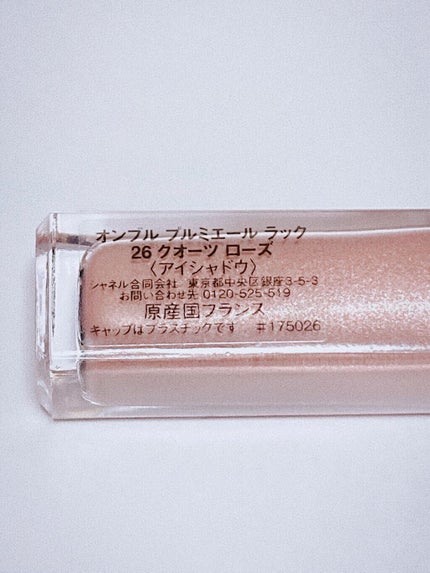 オンブル プルミエール ラック
26 クオーツ ローズ
〈アイシャドウ〉
シャネル合同会社 東京都中央区銀座3-5-3
お問い合わせ先 0120-525-519
原産国フランス
キャップはプラスチックです #175026